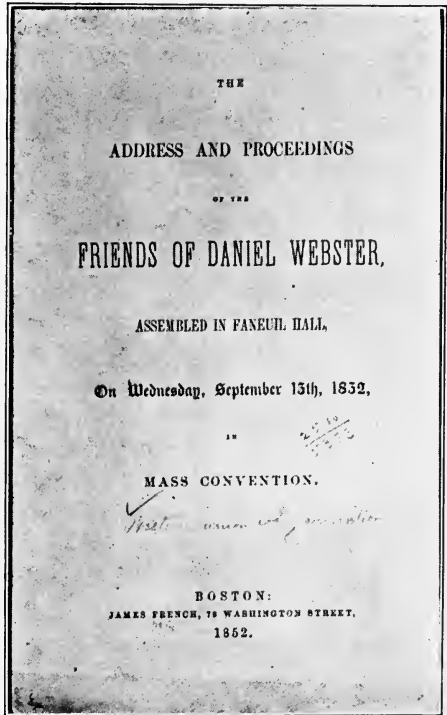 THE
ADDRESS AND PROCEEDINGS
OF THE
FRIENDS OF DANIEL WEBSTER,
ASSEMBLED IN FANEUIL HALL,
On Wednesday, September 15th, 1852,
IN
MASS CONVENTION.
BOSTON:
JAMES FRENCH, 78 WASHINGTON STREET,
1852.